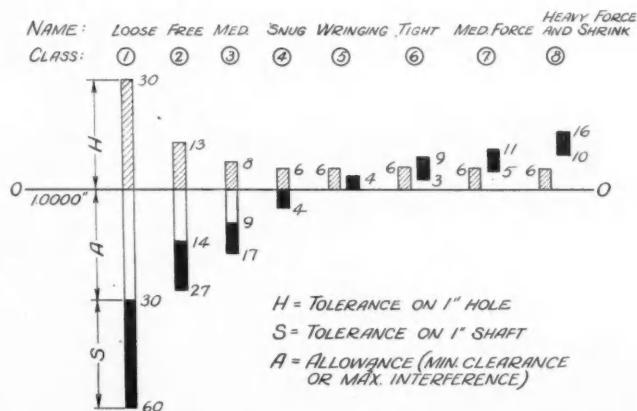 NAME: LOOSE FREE MED. SNUG WRINGING TIGHT MED. FORCE HEAVY FORCE AND SHRINK
CLASS: 1 2 3 4 5 6 7 8
30
13
8
6
6
4
6
9
3
6
11
5
6
16
10
H
0
0
1.0000"
4
A
14
27
9
17
30
S
60
H = TOLERANCE ON 1" HOLE
S = TOLERANCE ON 1" SHAFT
A = ALLOWANCE (MIN. CLEARANCE
OR MAX. INTERFERENCE)